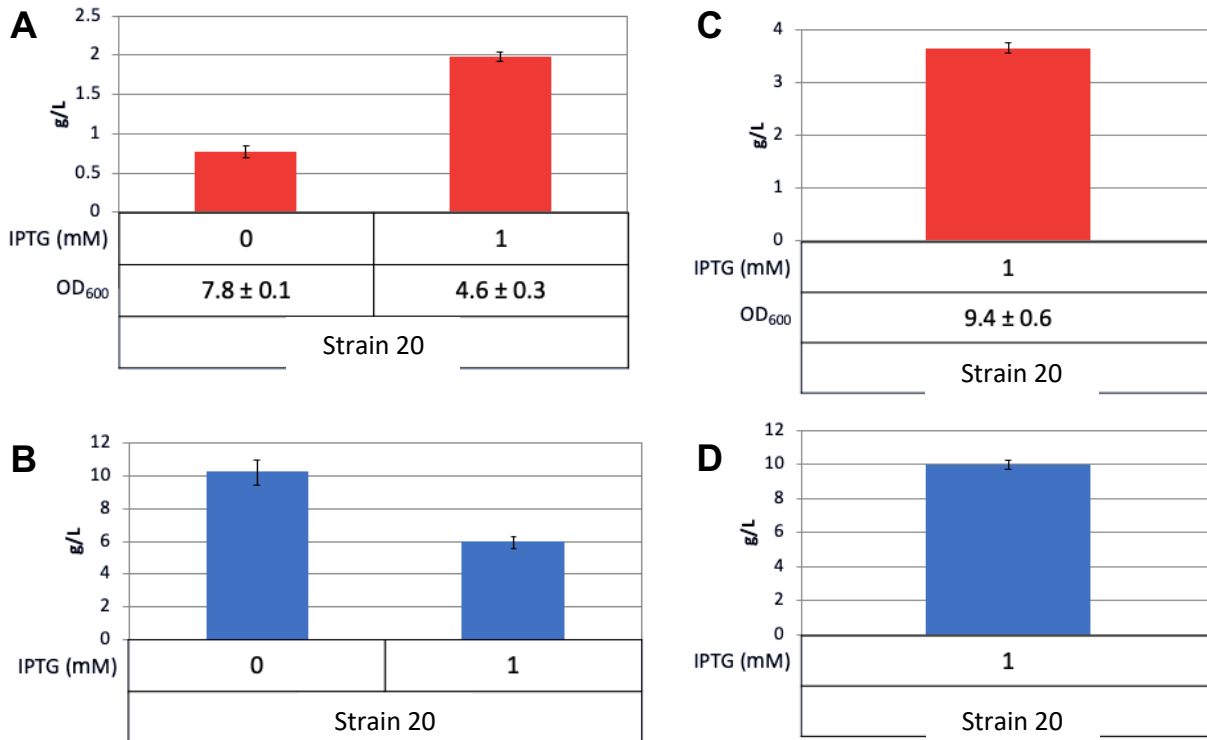 A
2.5
2
1.5
1
0.5
0
g/L
IPTG (mM) 0 1
OD600 7.8 ± 0.1 4.6 ± 0.3
Strain 20
C
4
3
2
1
0
g/L
IPTG (mM) 1
OD600 9.4 ± 0.6
Strain 20
B
12
10
8
6
4
2
0
g/L
IPTG (mM) 0 1
Strain 20
D
12
10
8
6
4
2
0
g/L
IPTG (mM) 1
Strain 20